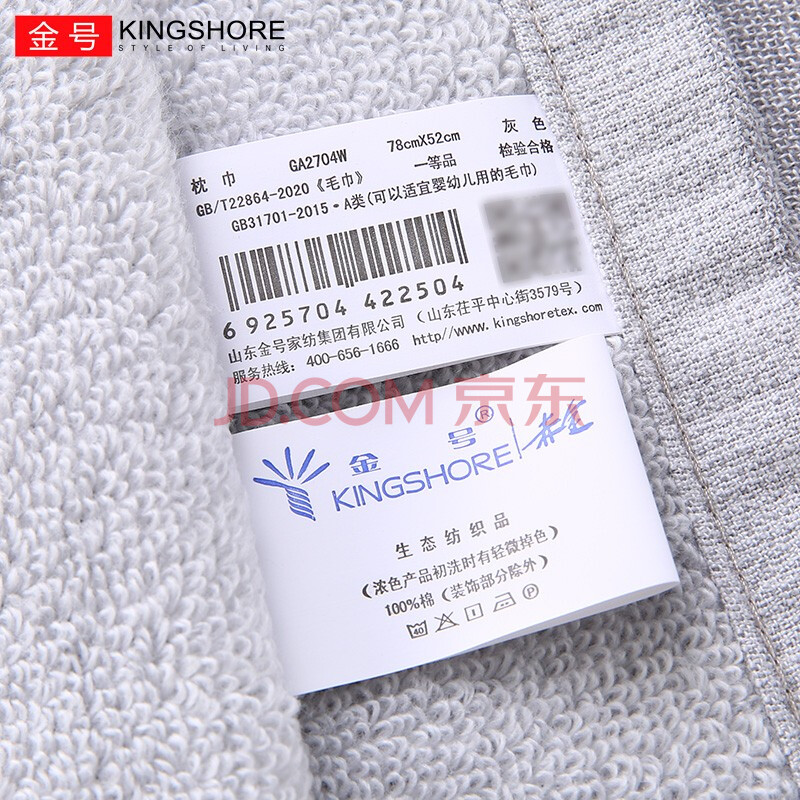 金号 KINGSHORE
STYLE OF LIVING
枕巾 GA2704W 78cmX52cm 灰色
GB/T22864-2020《毛巾》 一等品 检验合格
GB31701-2015·A类(可以适宜婴幼儿用的毛巾)
6 925704 422504
山东金号家纺集团有限公司 (山东茌平中心街3579号)
服务热线: 400-656-1666 http//www.kingshoretex.com
JD.COM 京东
金号®
KINGSHORE
生态纺织品
(浓色产品初洗时有轻微掉色)
100%棉 (装饰部分除外)
40 P